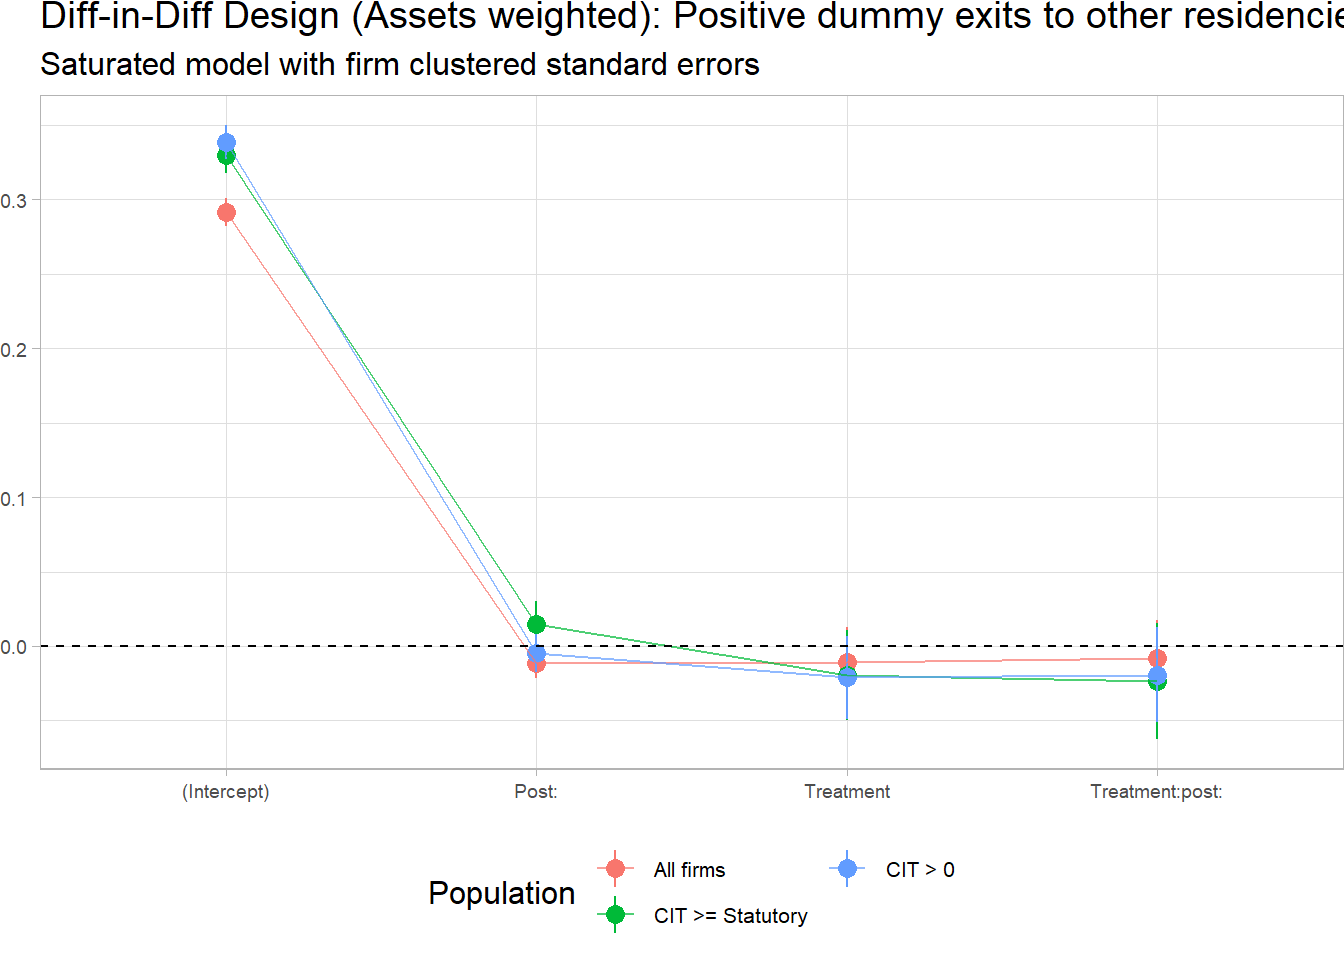 Diff-in-Diff Design (Assets weighted): Positive dummy exits to other residencie
Saturated model with firm clustered standard errors
0.3
0.2
0.1
0.0
(Intercept) Post: Treatment Treatment:post:
Population
All firms CIT > 0
CIT >= Statutory